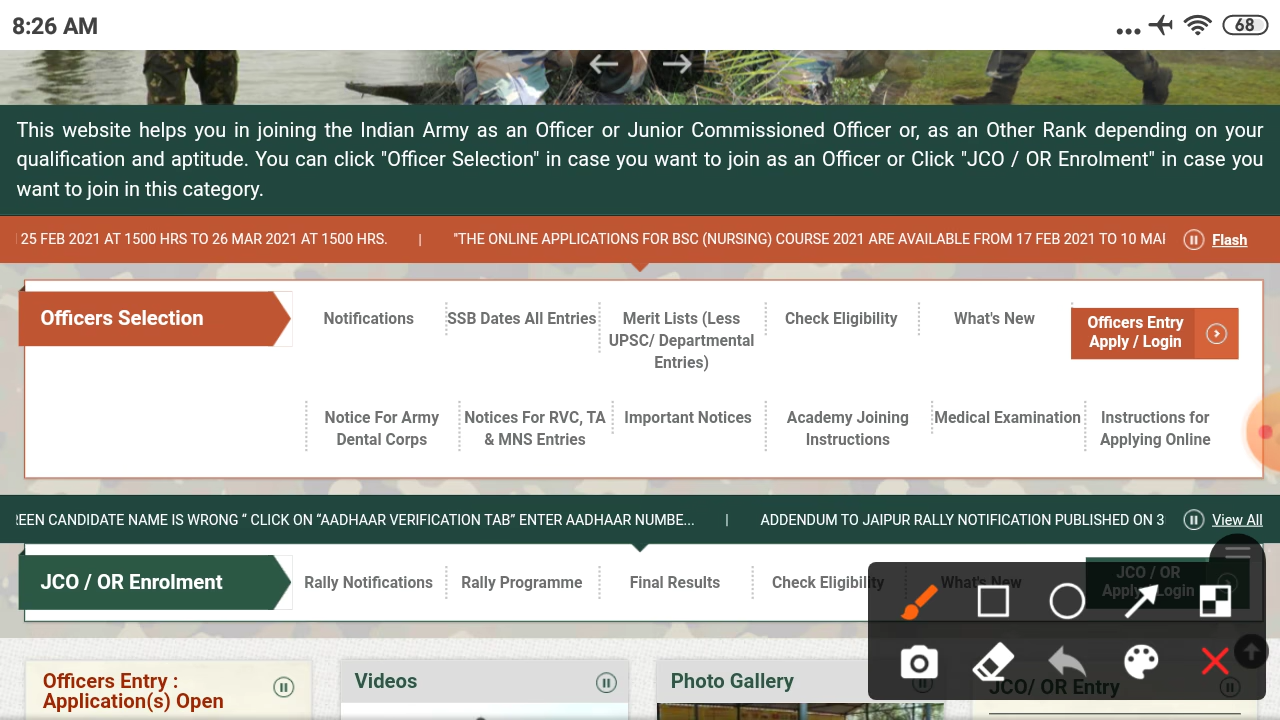 8:26 AM
68
This website helps you in joining the Indian Army as an Officer or Junior Commissioned Officer or, as an Other Rank depending on your
qualification and aptitude. You can click "Officer Selection" in case you want to join as an Officer or Click "JCO / OR Enrolment" in case you
want to join in this category.
25 FEB 2021 AT 1500 HRS TO 26 MAR 2021 AT 1500 HRS. | "THE ONLINE APPLICATIONS FOR BSC (NURSING) COURSE 2021 ARE AVAILABLE FROM 17 FEB 2021 TO 10 MAI
Flash
Officers Selection
Notifications
SSB Dates All Entries
Merit Lists (Less
UPSC/ Departmental
Entries)
Check Eligibility
What's New
Officers Entry
Apply / Login
Notice For Army
Dental Corps
Notices For RVC, TA
& MNS Entries
Important Notices
Academy Joining
Instructions
Medical Examination
Instructions for
Applying Online
REEN CANDIDATE NAME IS WRONG “ CLICK ON “AADHAAR VERIFICATION TAB” ENTER AADHAAR NUMBE... | ADDENDUM TO JAIPUR RALLY NOTIFICATION PUBLISHED ON 3
View All
JCO / OR Enrolment
Rally Notifications
Rally Programme
Final Results
Check Eligibility
What's New
JCO / OR
Apply / Login
Officers Entry :
Application(s) Open
Videos
Photo Gallery
JCO/ OR Entry